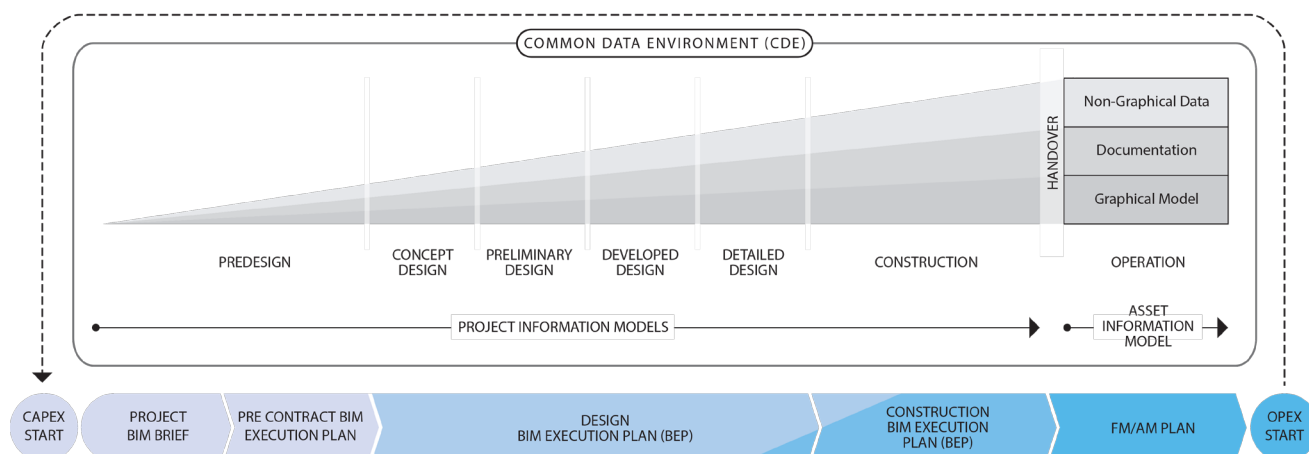 COMMON DATA ENVIRONMENT (CDE)
Non-Graphical Data
Documentation
Graphical Model
HANDOVER
PREDESIGN
CONCEPT
DESIGN
PRELIMINARY
DESIGN
DEVELOPED
DESIGN
DETAILED
DESIGN
CONSTRUCTION
OPERATION
PROJECT INFORMATION MODELS
ASSET
INFORMATION
MODEL
CAPEX
START
PROJECT
BIM BRIEF
PRE CONTRACT BIM
EXECUTION PLAN
DESIGN
BIM EXECUTION PLAN (BEP)
CONSTRUCTION
BIM EXECUTION
PLAN (BEP)
FM/AM PLAN
OPEX
START